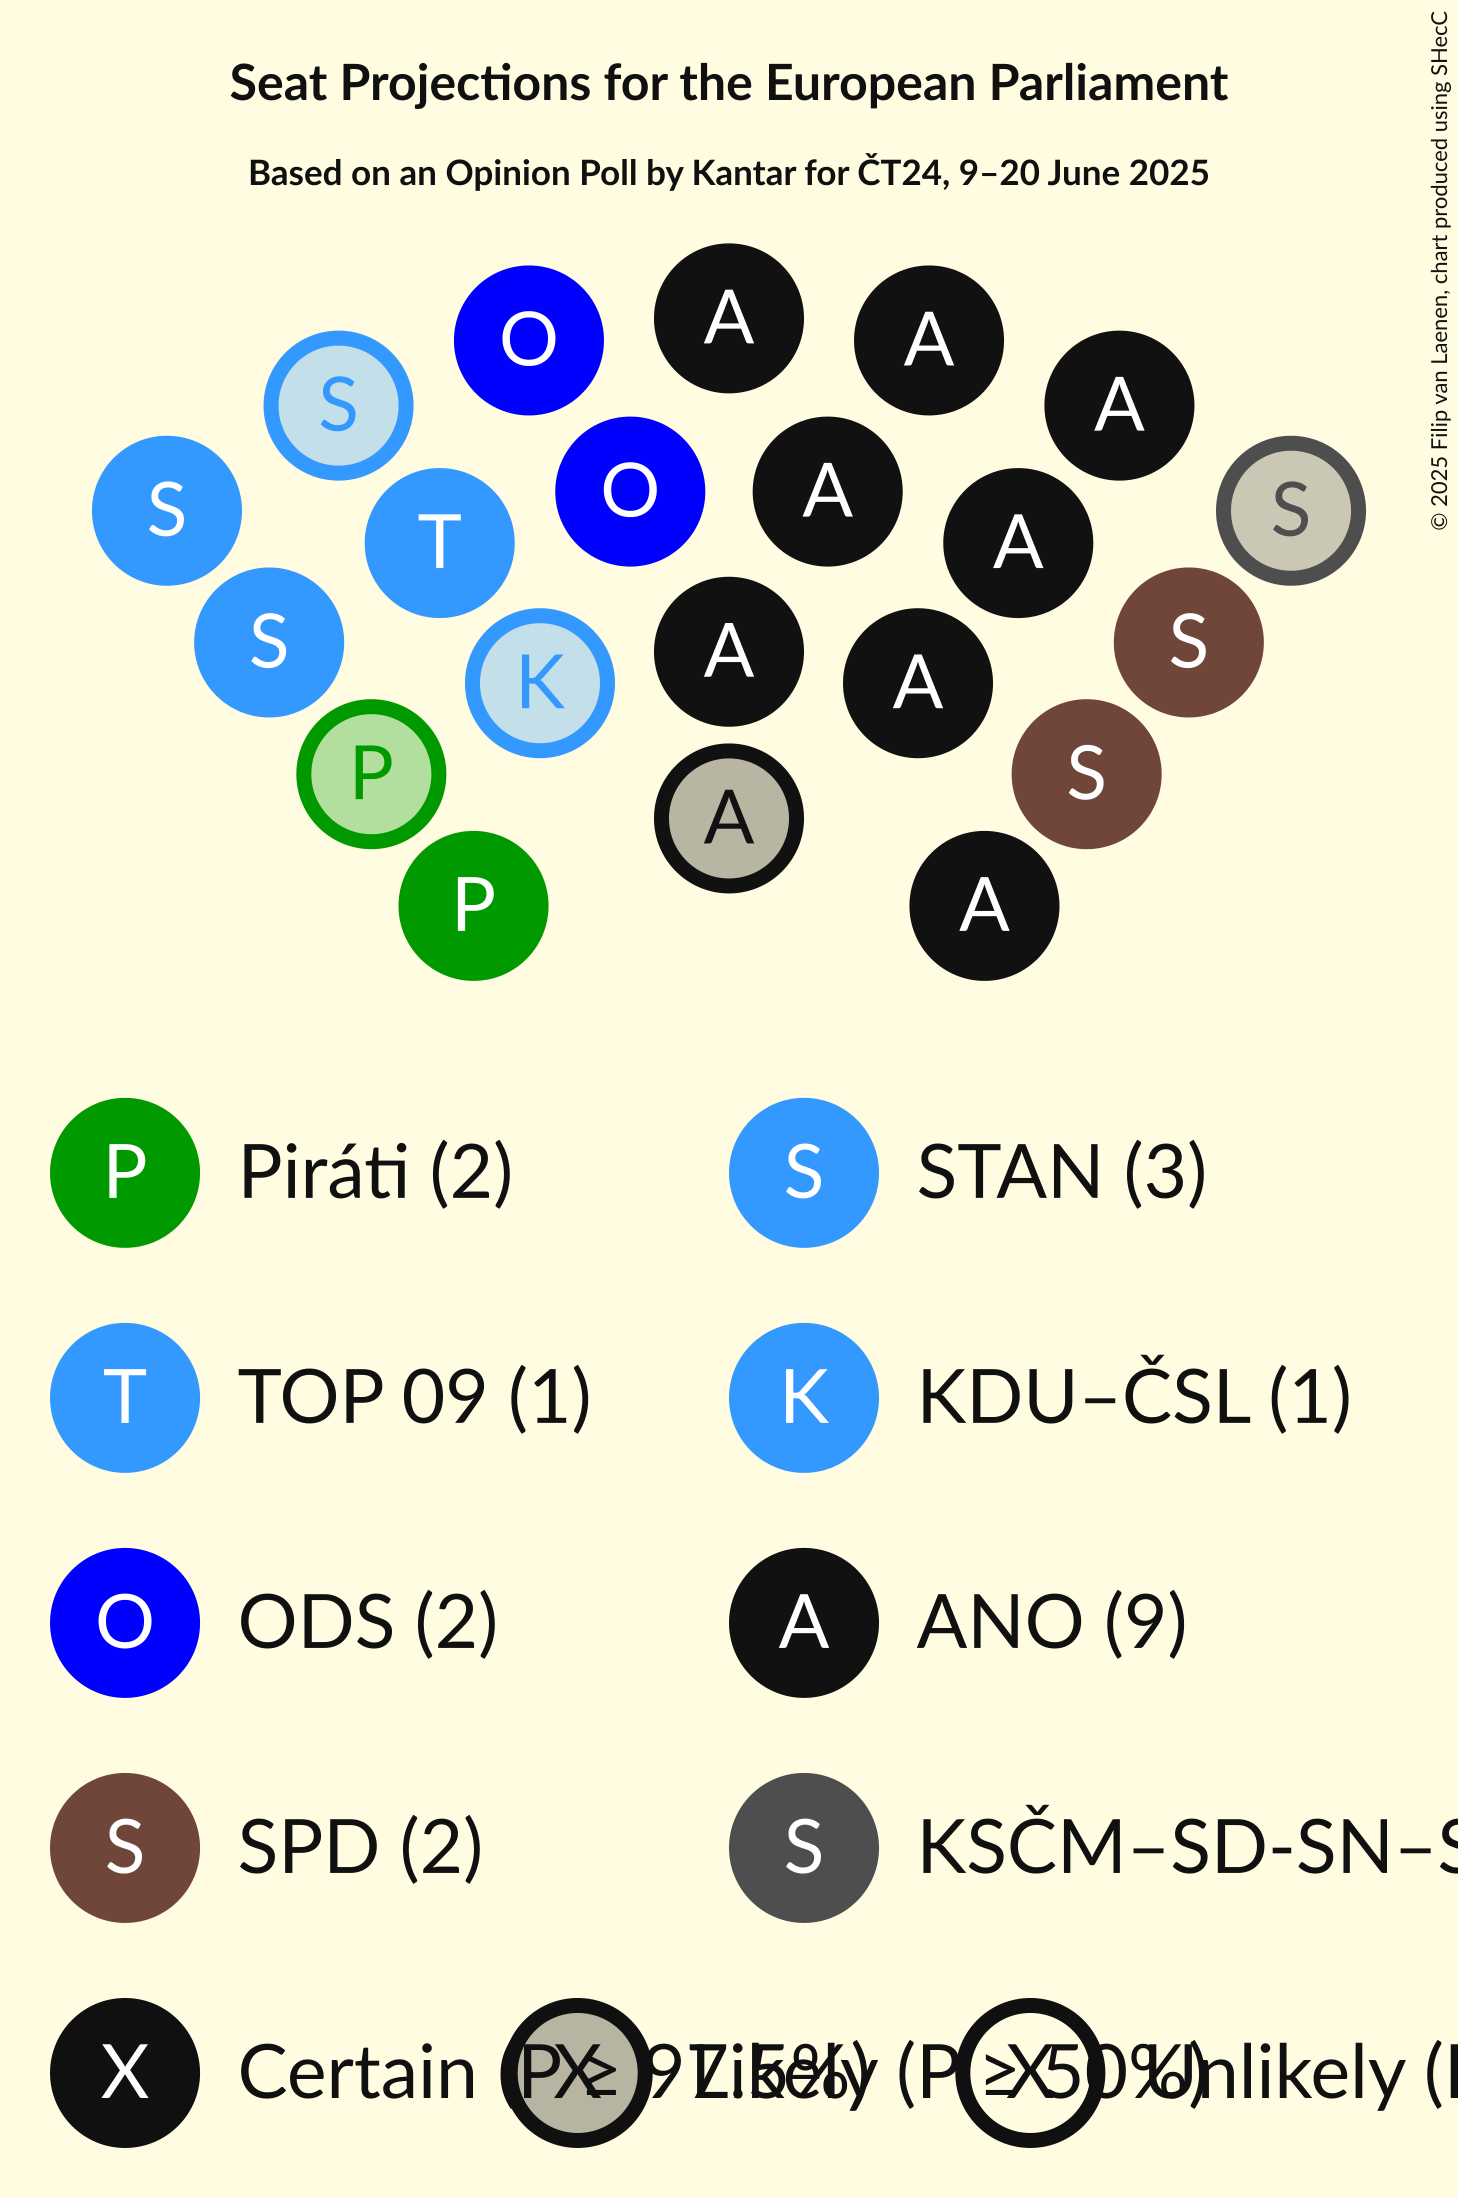 Seat Projections for the European Parliament
Based on an Opinion Poll by Kantar for ČT24, 9–20 June 2025
© 2025 Filip van Laenen, chart produced using SHecC
A
O A
S A
S O A S
T A
S A S
K A
P S
A
P A
P Piráti (2) S STAN (3)
T TOP 09 (1) K KDU–ČSL (1)
O ODS (2) A ANO (9)
S SPD (2) S KSČM–SD-SN–S
X Certain (P ≥ 97.5%) X Likely (P ≥ 50%) X Unlikely (